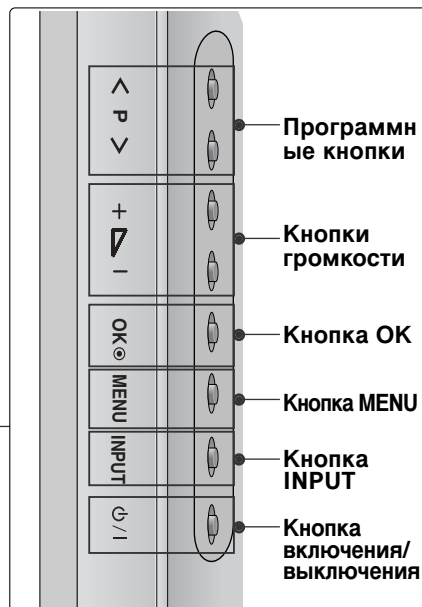 < P >
Программн
ые кнопки
+ −
Кнопки
громкости
OK
Кнопка OK
MENU
Кнопка MENU
INPUT
Кнопка
INPUT
⏻/I
Кнопка
включения/
выключения